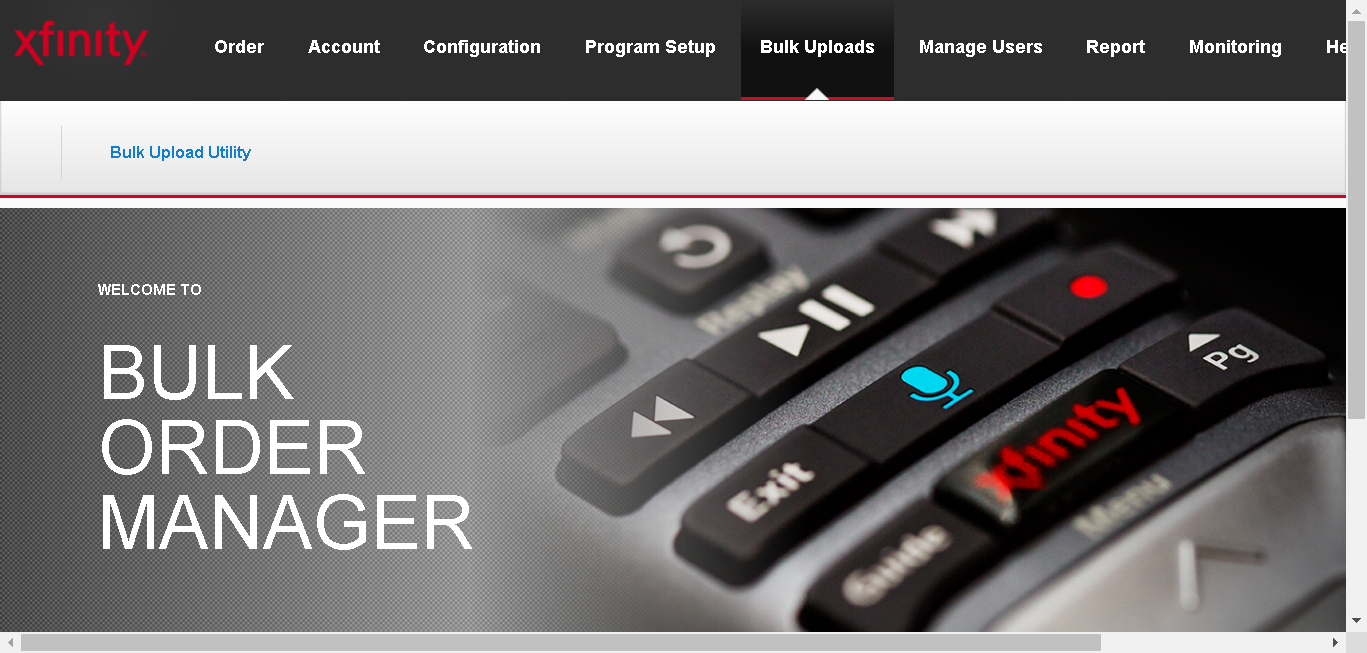 xfinity
Order Account Configuration Program Setup Bulk Uploads Manage Users Report Monitoring He
Bulk Upload Utility
WELCOME TO
BULK
ORDER
MANAGER
Replay
Pg
xfinity
Exit
Menu
Guide